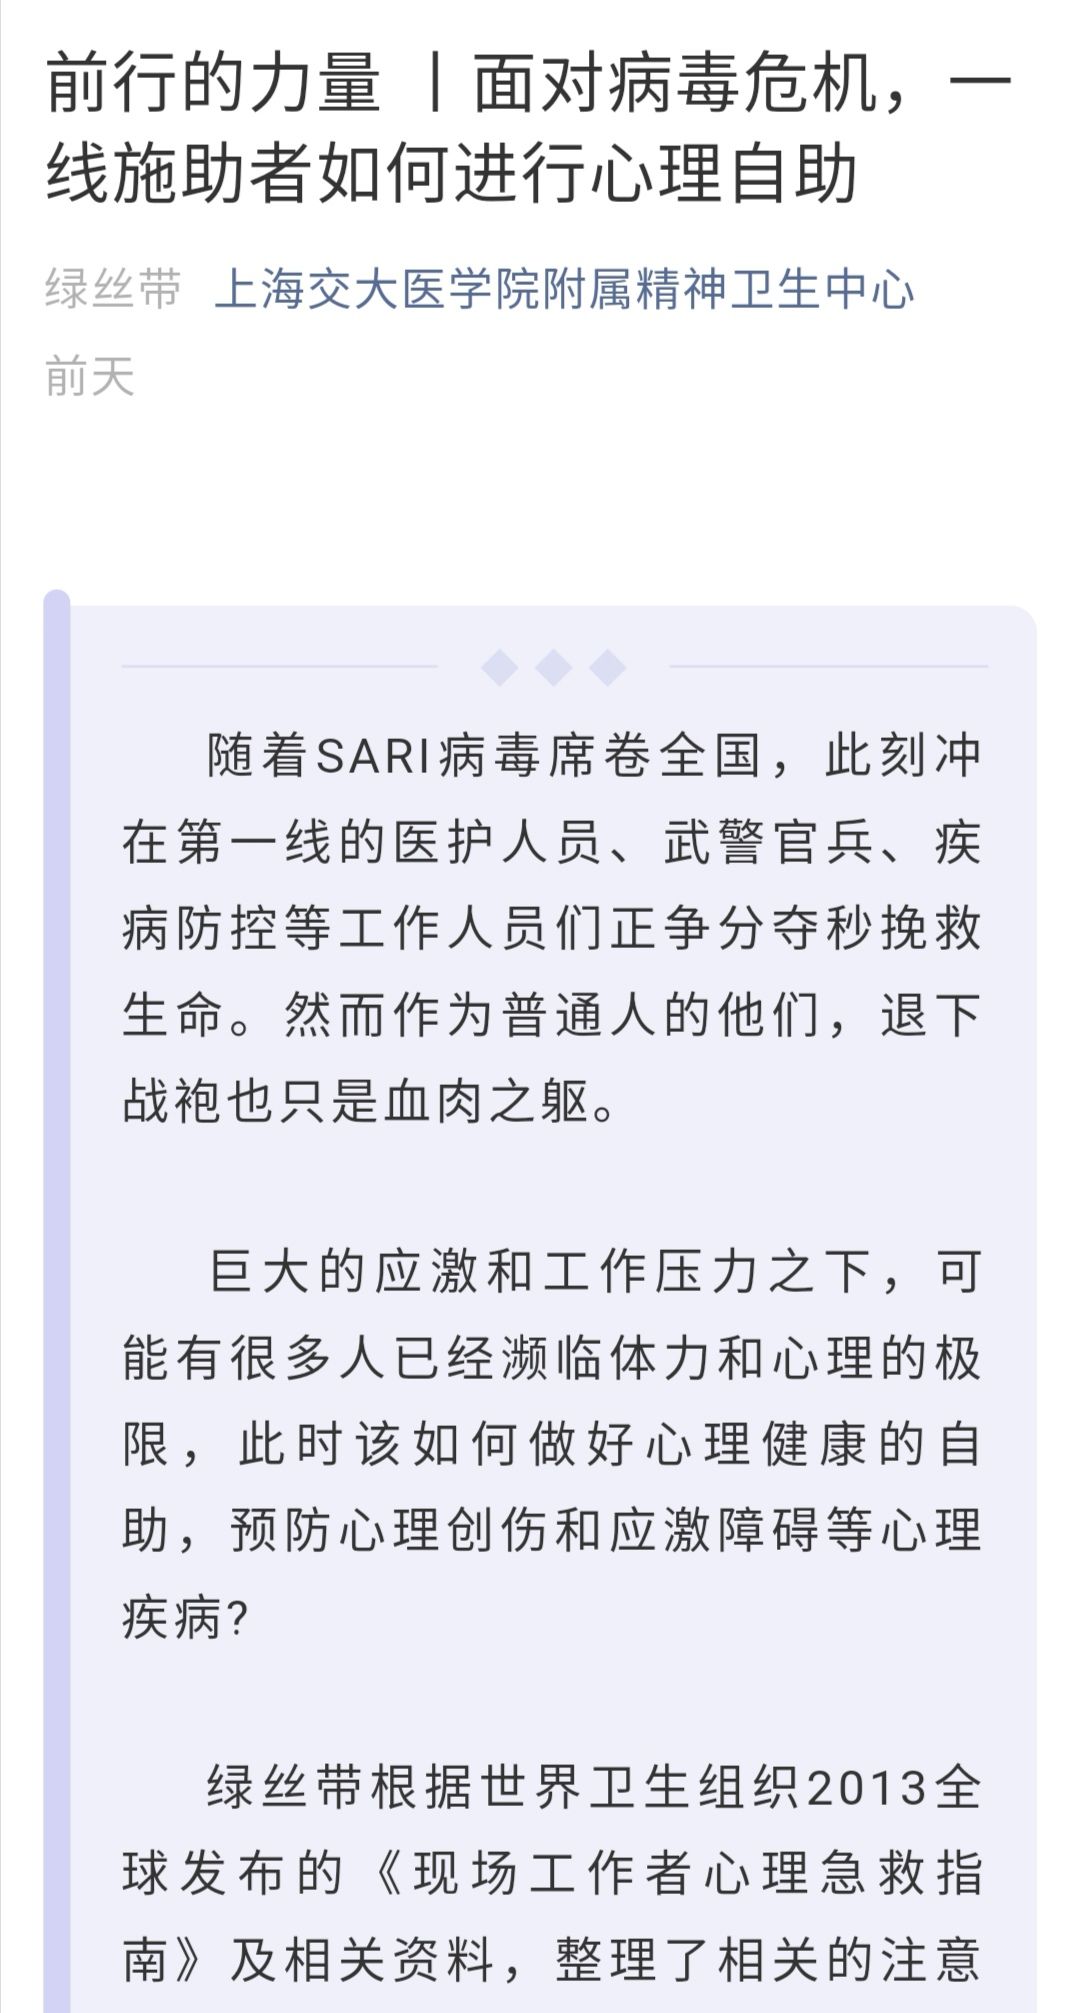 前行的力量 丨面对病毒危机，一
线施助者如何进行心理自助
绿丝带 上海交大医学院附属精神卫生中心
前天
随着SARI病毒席卷全国，此刻冲
在第一线的医护人员、武警官兵、疾
病防控等工作人员们正争分夺秒挽救
生命。然而作为普通人的他们，退下
战袍也只是血肉之躯。
巨大的应激和工作压力之下，可
能有很多人已经濒临体力和心理的极
限，此时该如何做好心理健康的自
助，预防心理创伤和应激障碍等心理
疾病?
绿丝带根据世界卫生组织2013全
球发布的《现场工作者心理急救指
南》及相关资料，整理了相关的注意